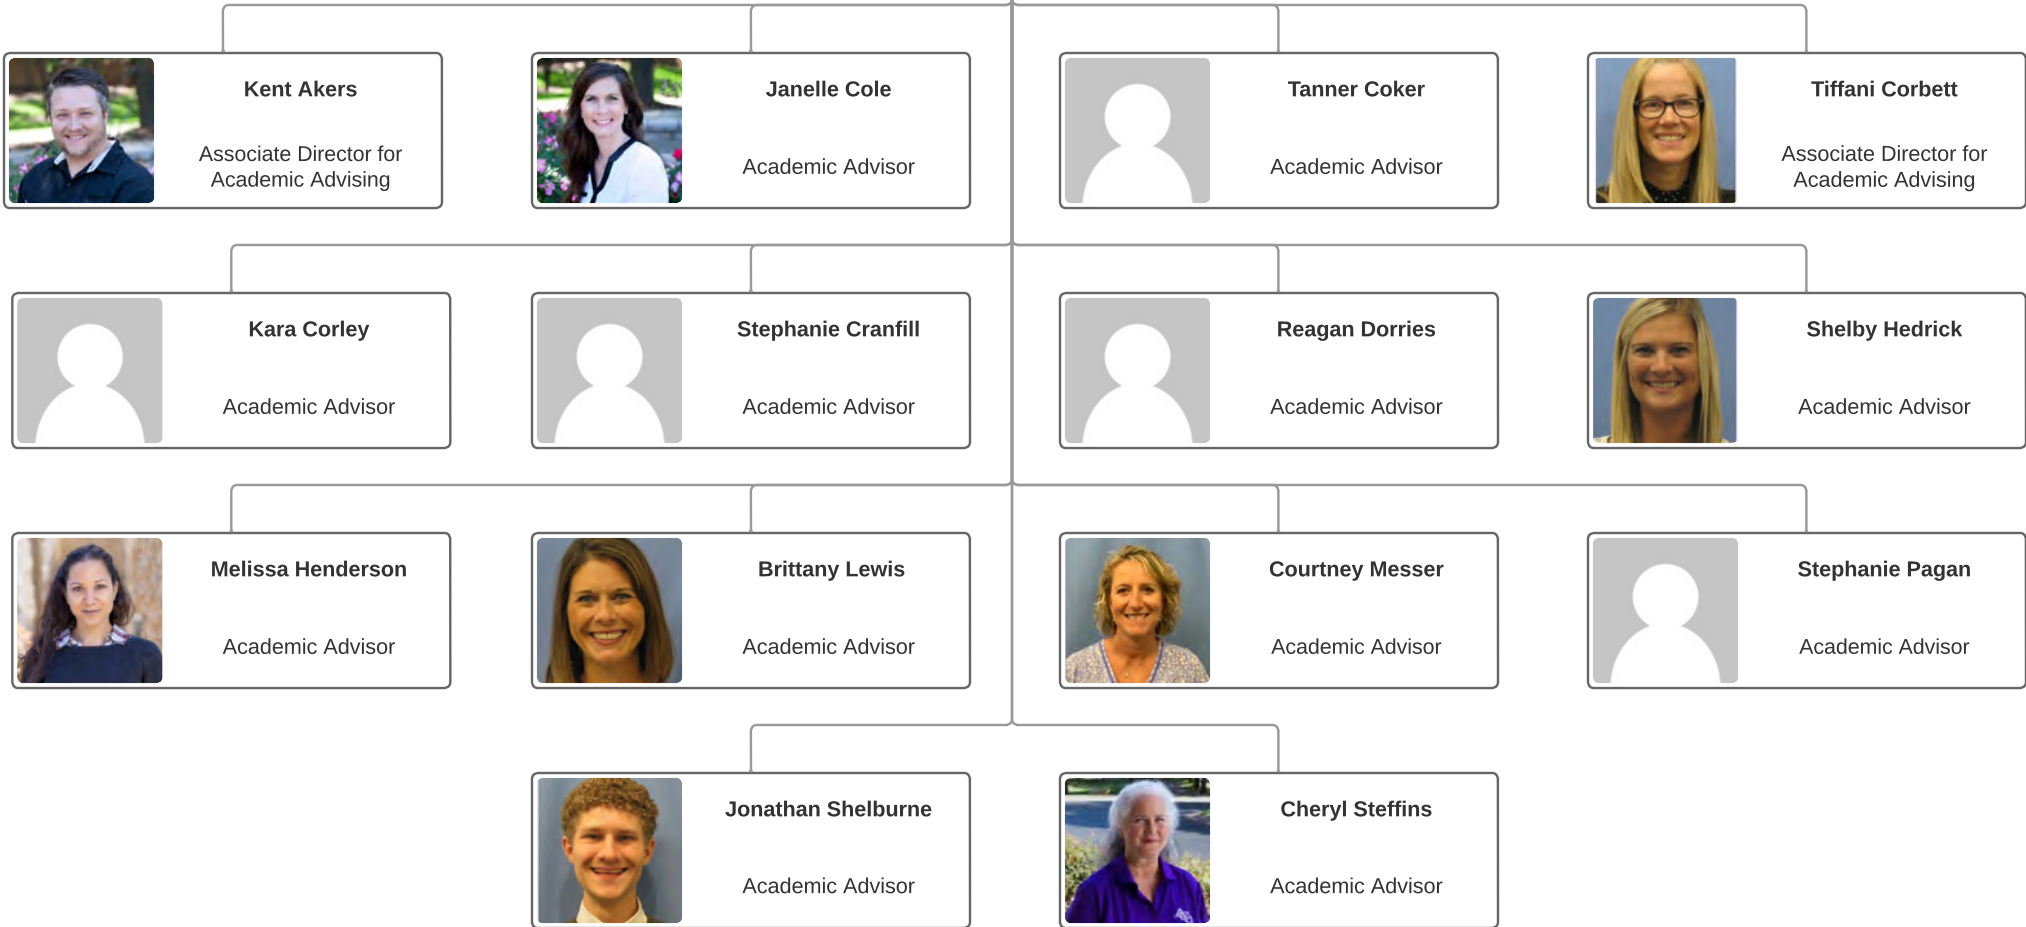 Kent Akers
Associate Director for
Academic Advising
Janelle Cole
Academic Advisor
Tanner Coker
Academic Advisor
Tiffani Corbett
Associate Director for
Academic Advising
Kara Corley
Academic Advisor
Stephanie Cranfill
Academic Advisor
Reagan Dorries
Academic Advisor
Shelby Hedrick
Academic Advisor
Melissa Henderson
Academic Advisor
Brittany Lewis
Academic Advisor
Courtney Messer
Academic Advisor
Stephanie Pagan
Academic Advisor
Jonathan Shelburne
Academic Advisor
Cheryl Steffins
Academic Advisor